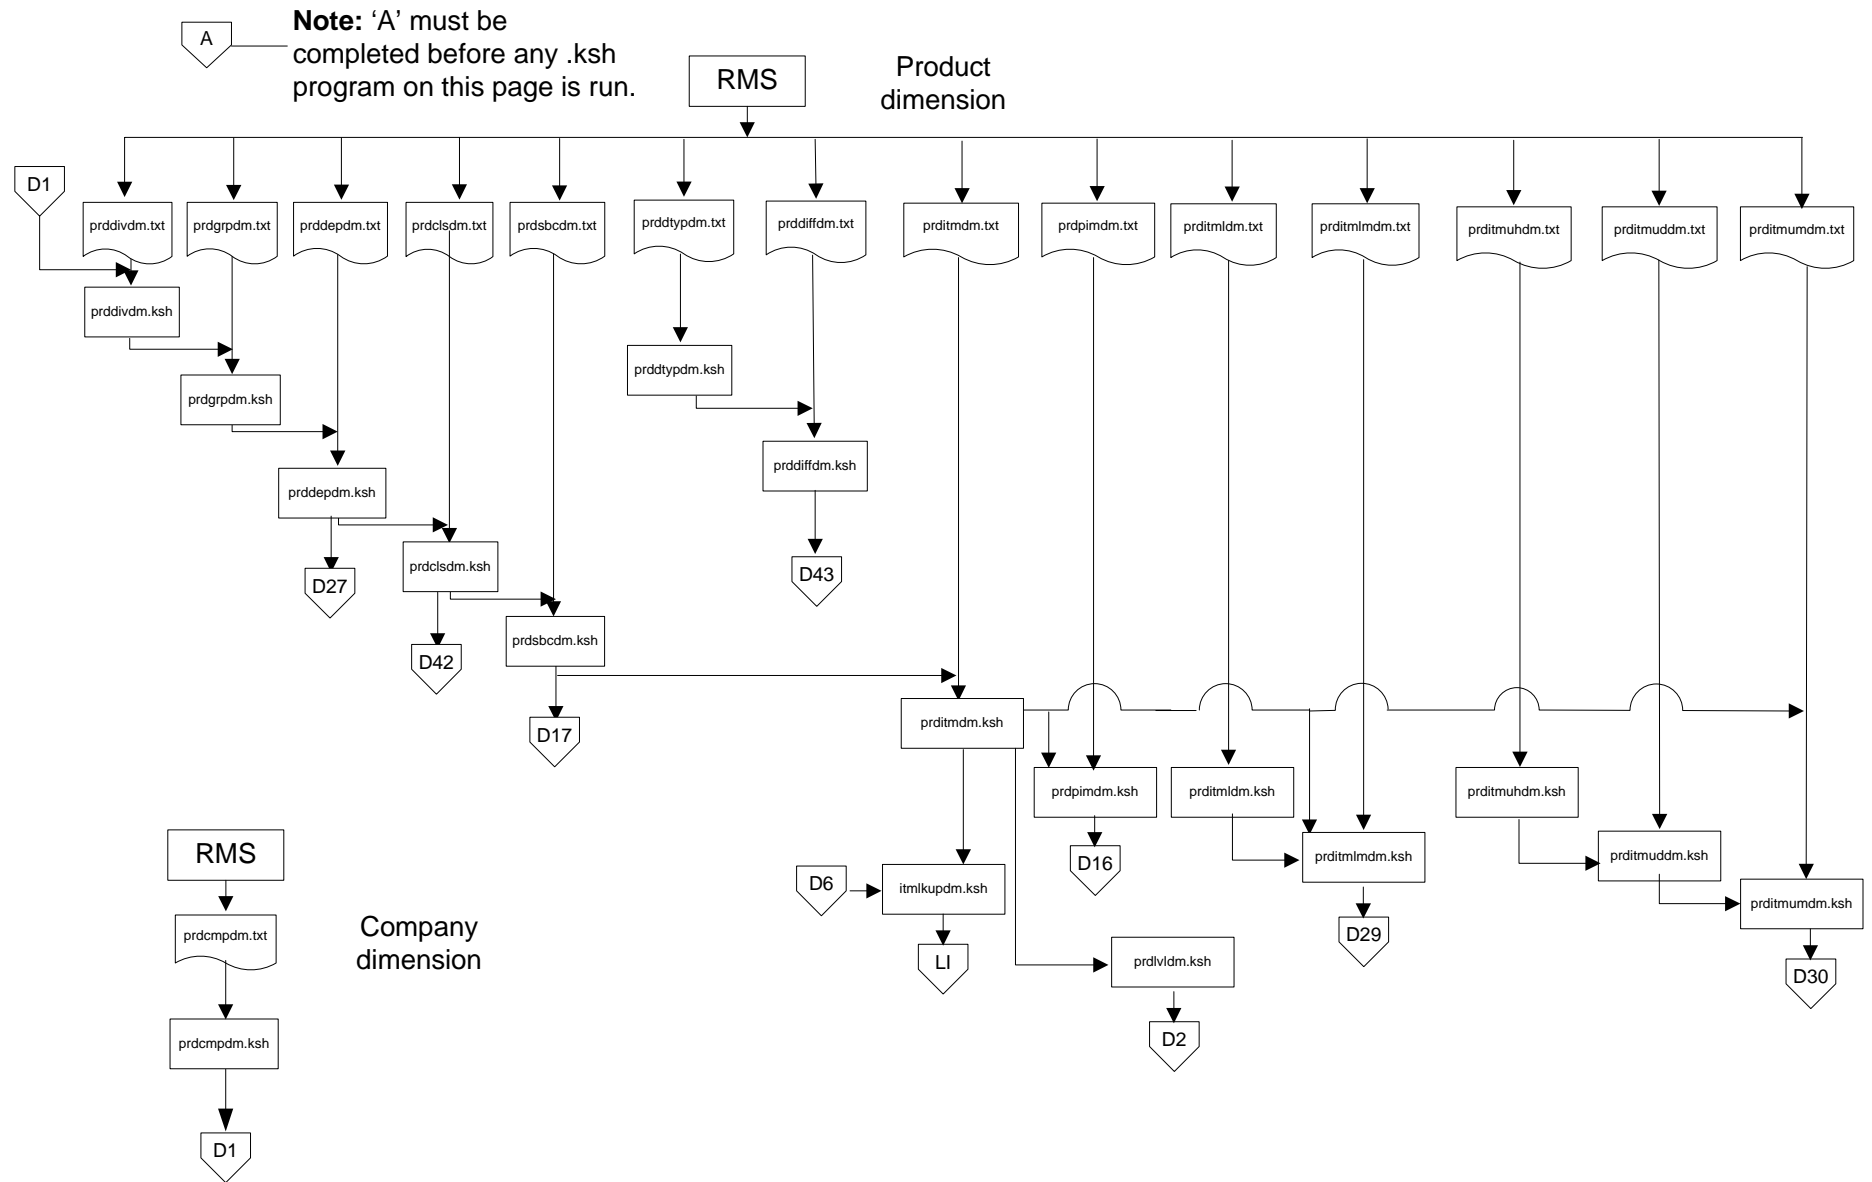 A
Note: ‘A’ must be
completed before any .ksh
program on this page is run.
RMS
Product
dimension
D1
prddivdm.txt
prdgrpdm.txt
prddepdm.txt
prdclsdm.txt
prdsbcdm.txt
prddtypdm.txt
prddiffdm.txt
prditmdm.txt
prdpimdm.txt
prditmldm.txt
prditmlmdm.txt
prditmuhdm.txt
prditmuddm.txt
prditmumdm.txt
prddivdm.ksh
prddtypdm.ksh
prdgrpdm.ksh
prddiffdm.ksh
prddepdm.ksh
prdclsdm.ksh
D27
D43
prdsbcdm.ksh
D42
D17
prditmdm.ksh
prdpimdm.ksh
prditmldm.ksh
prditmuhdm.ksh
RMS
prditmlmdm.ksh
prditmuddm.ksh
D16
D6
itmlkupdm.ksh
prditmumdm.ksh
prdcmpdm.txt
Company
dimension
D29
LI
prdlvldm.ksh
D30
prdcmpdm.ksh
D2
D1